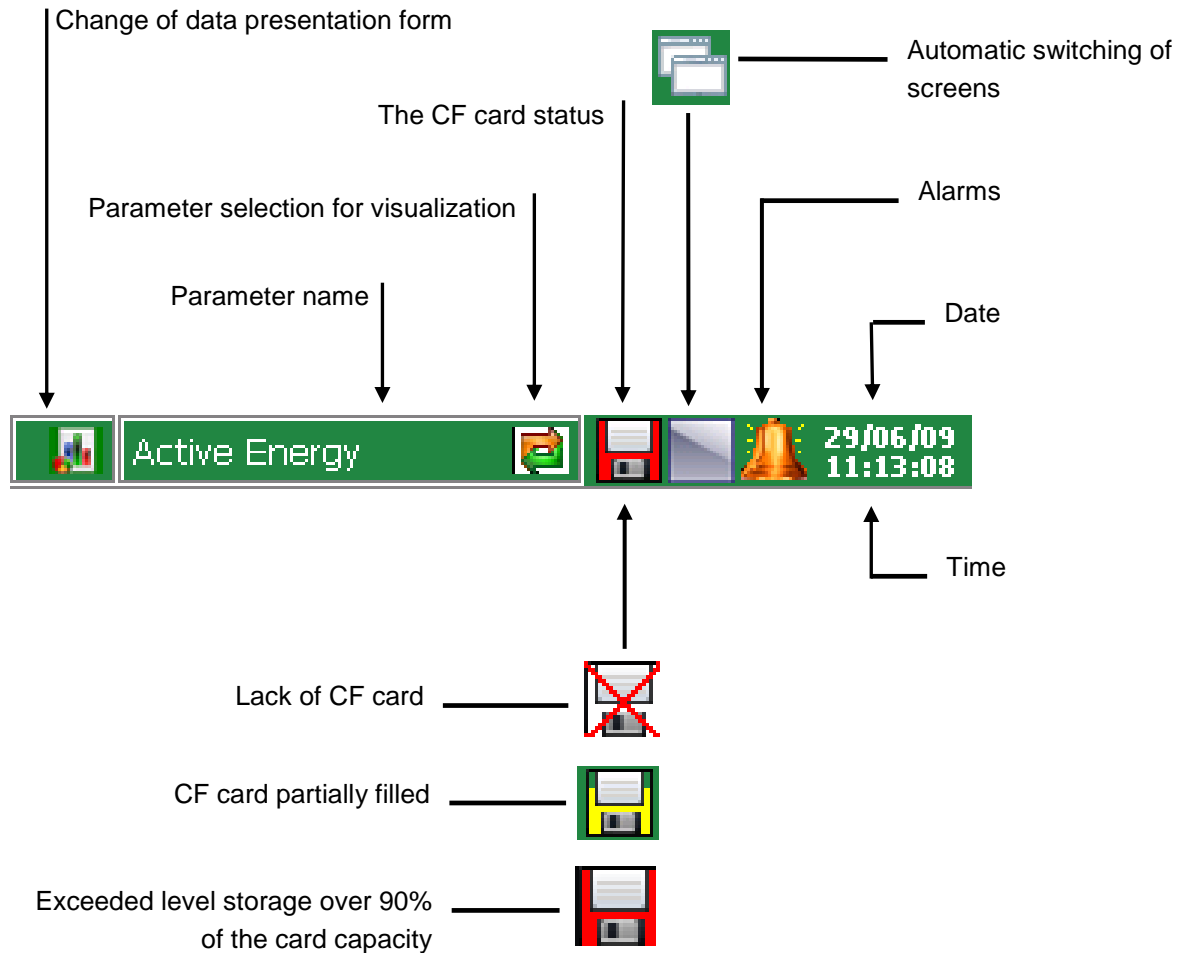 Change of data presentation form
Automatic switching of
screens
The CF card status
Alarms
Parameter selection for visualization
Parameter name
Date
Active Energy
29/06/09
11:13:08
Time
Lack of CF card
CF card partially filled
Exceeded level storage over 90%
of the card capacity